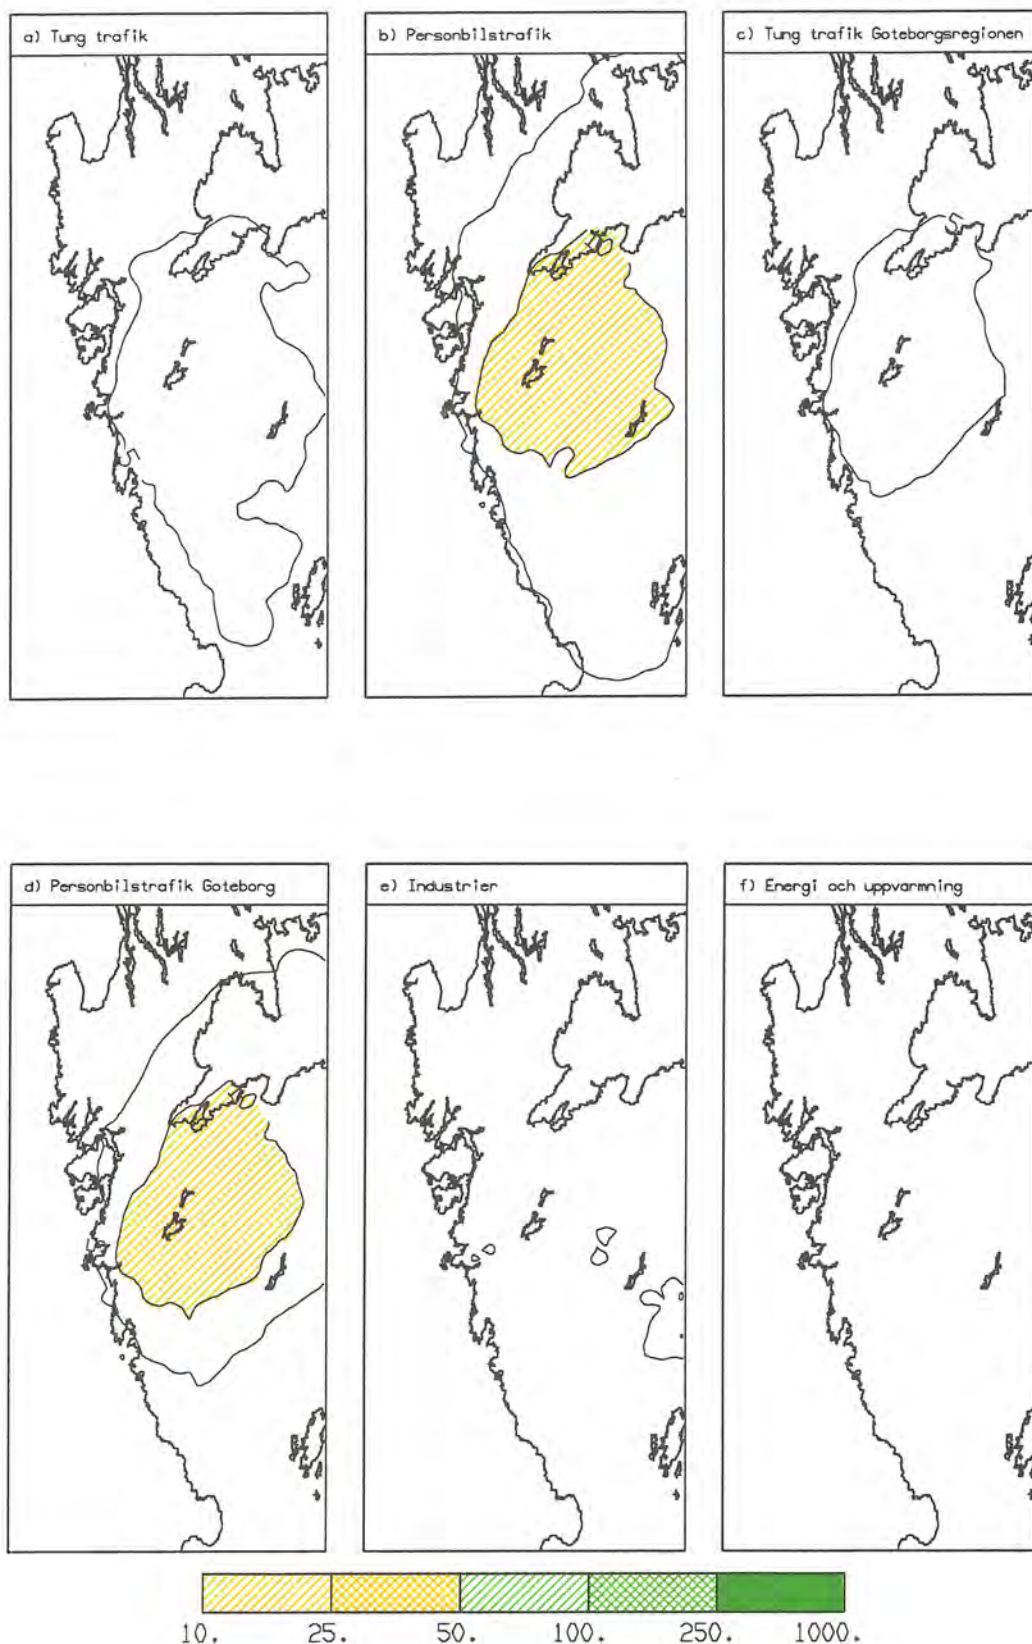 a) Tung trafik
b) Personbilstrafik
c) Tung trafik Goteborgsregionen
d) Personbilstrafik Goteborg
e) Industrier
f) Energi och uppvarmning
10. 25. 50. 100. 250. 1000.